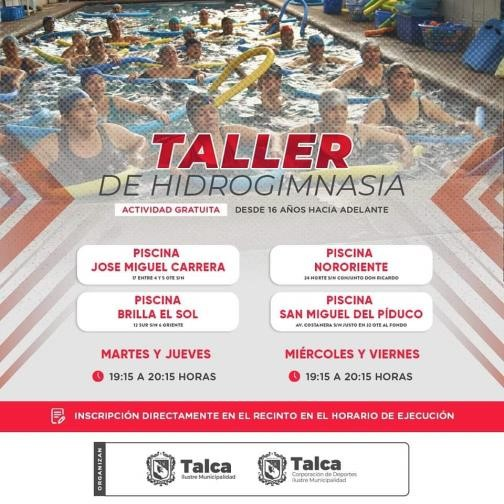 TALLER
DE HIDROGIMNASIA
ACTIVIDAD GRATUITA DESDE 16 AÑOS HACIA ADELANTE
PISCINA
JOSE MIGUEL CARRERA
17 ENTRE 4 Y 5 OTE S/N
PISCINA
NORORIENTE
24 NORTE S/N CONJUNTO DON RICARDO
PISCINA
BRILLA EL SOL
12 SUR S/N 6 ORIENTE
PISCINA
SAN MIGUEL DEL PÍDUCO
AV. COSTANERA S/N JUSTO EN 22 OTE AL FONDO
MARTES Y JUEVES
19:15 A 20:15 HORAS
MIÉRCOLES Y VIERNES
19:15 A 20:15 HORAS
INSCRIPCIÓN DIRECTAMENTE EN EL RECINTO EN EL HORARIO DE EJECUCIÓN
ORGANIZAN
Talca
Ilustre Municipalidad
Talca
Corporación de Deportes
Ilustre Municipalidad